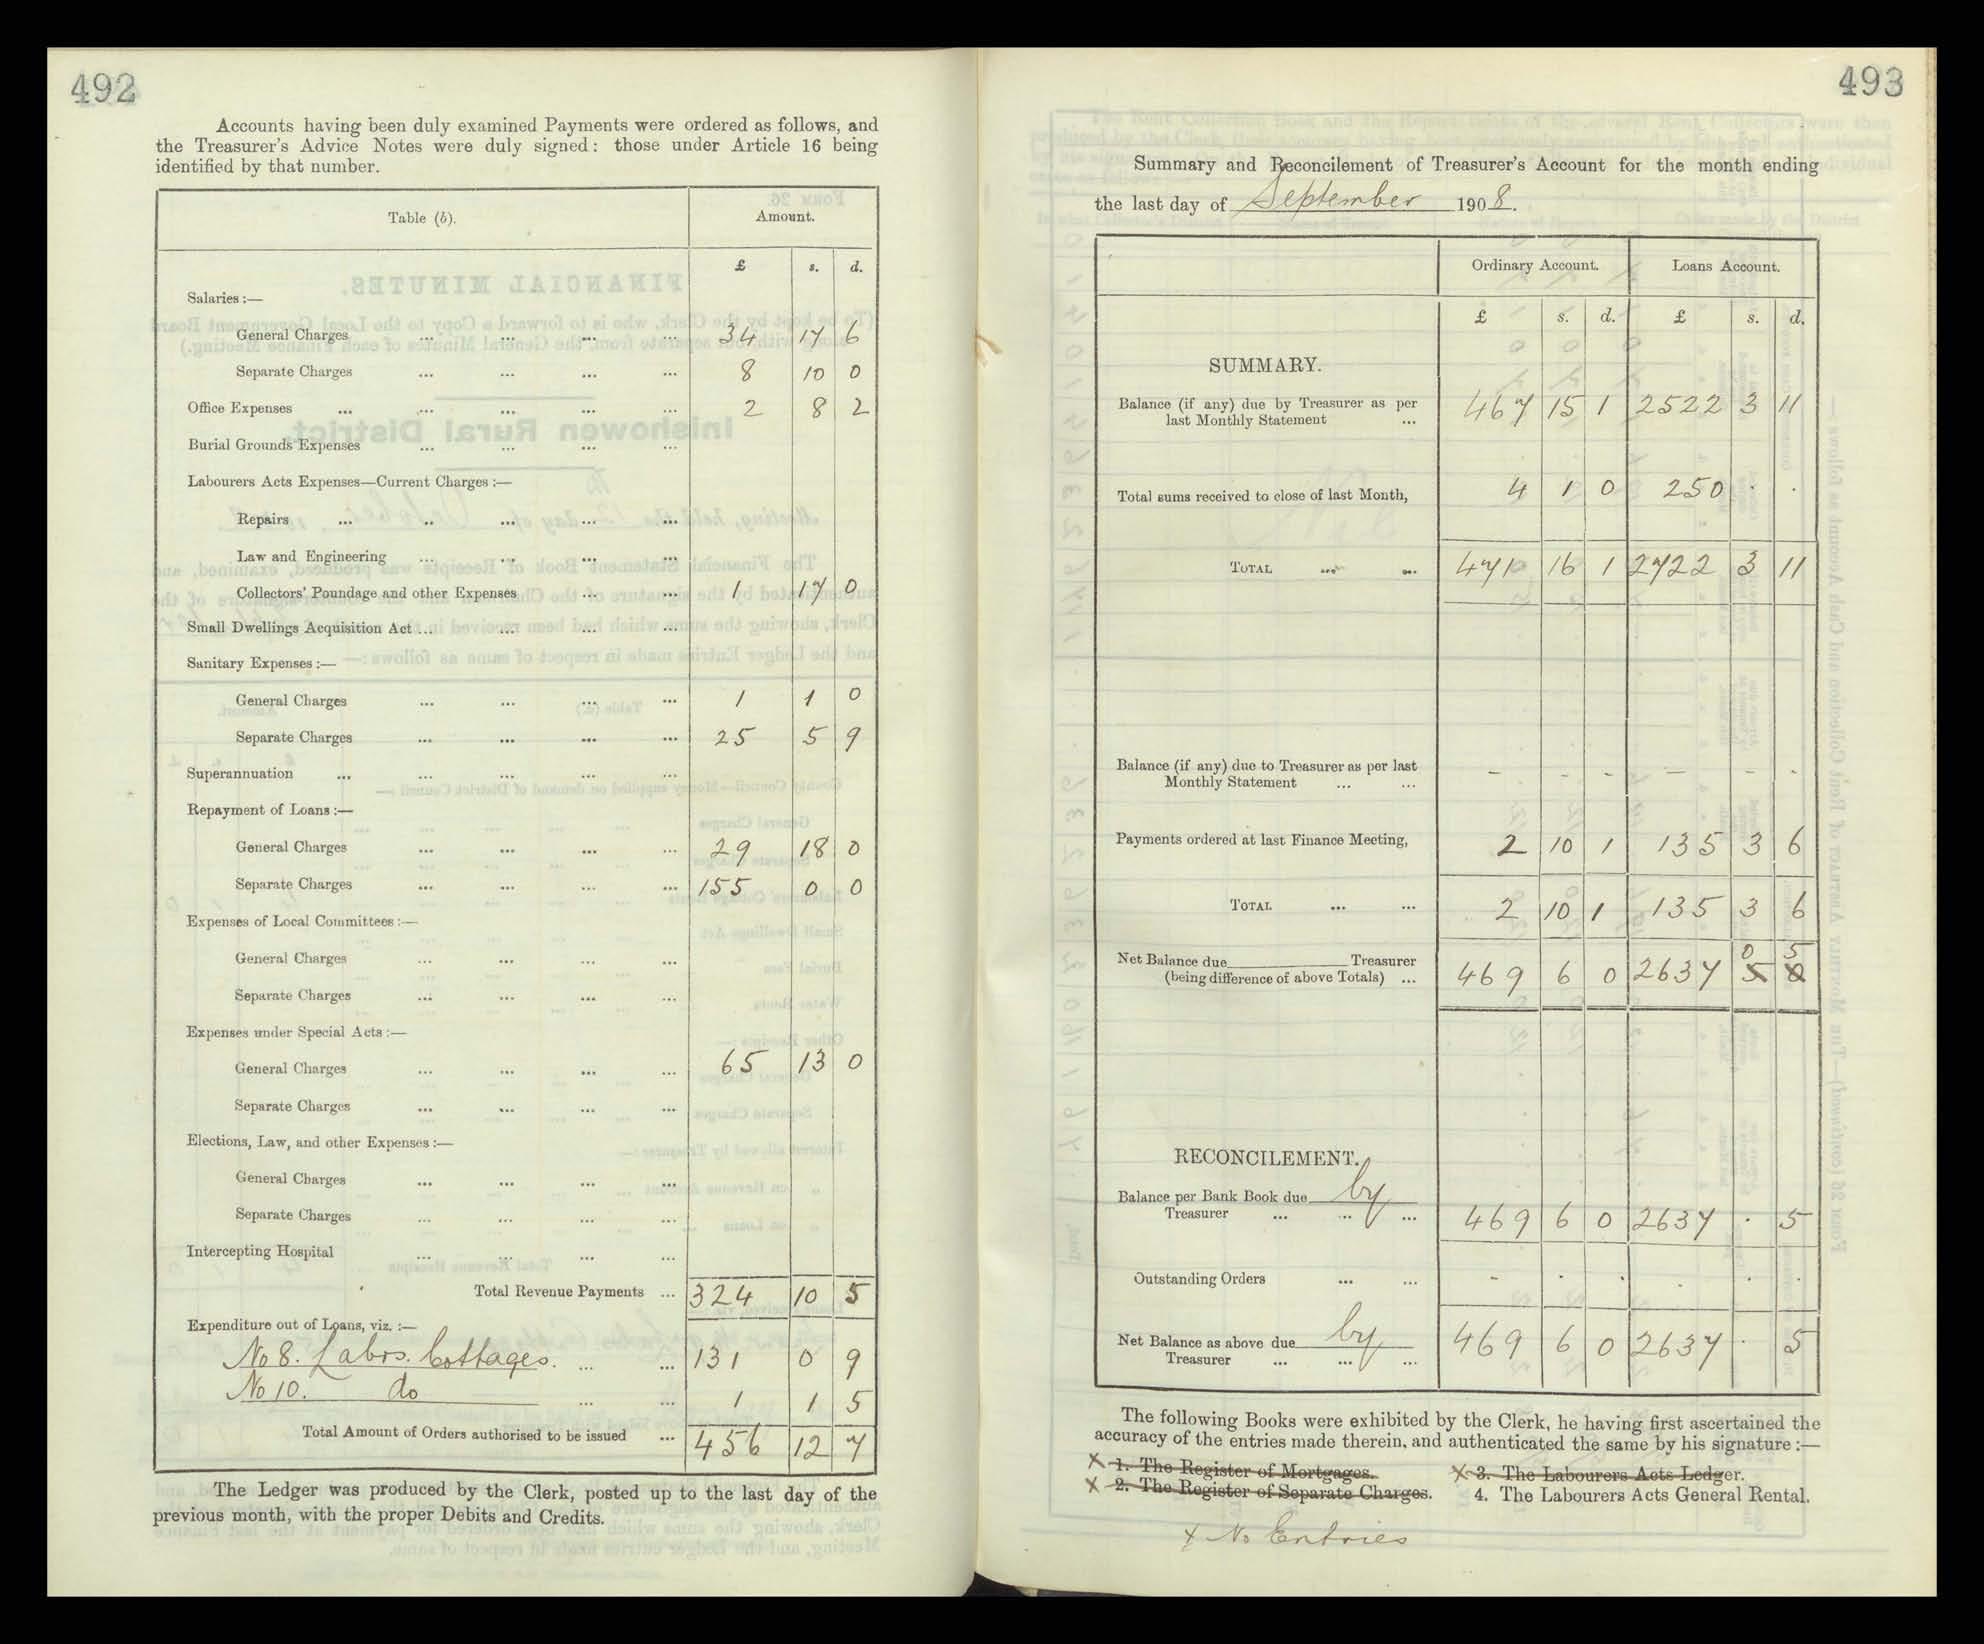 492
Accounts having been duly examined Payments were ordered as follows, and
the Treasurer's Advice Notes were duly signed: those under Article 16 being
identified by that number.
Table (b). Amount.
£ s. d.
Salaries :—
General Charges ... ... ... ... 34 17 6
Separate Charges ... ... ... ... 8 10 0
Office Expenses ... ... ... ... ... 2 8 2
Burial Grounds Expenses ... ... ... ...
Labourers Acts Expenses—Current Charges :—
Repairs ... ... ... ... ...
Law and Engineering ... ... ... ...
Collectors' Poundage and other Expenses ... ... 1 17 0
Small Dwellings Acquisition Act ... ... ... ...
Sanitary Expenses :—
General Charges ... ... ... ... 1 1 0
Separate Charges ... ... ... ... 25 5 9
Superannuation ... ... ... ... ...
Repayment of Loans :—
General Charges ... ... ... ... 29 18 0
Separate Charges ... ... ... ... 155 0 0
Expenses of Local Committees :—
General Charges ... ... ... ...
Separate Charges ... ... ... ...
Expenses under Special Acts :—
General Charges ... ... ... ... 65 13 0
Separate Charges ... ... ... ...
Elections, Law, and other Expenses :—
General Charges ... ... ... ...
Separate Charges ... ... ... ...
Intercepting Hospital ... ... ... ...
Total Revenue Payments ... 324 10 5
Expenditure out of Loans, viz. :—
No 8. Labrs. Cottages. ... ... 131 0 9
No 10. do ... ... 1 1 5
Total Amount of Orders authorised to be issued ... 456 12 7
The Ledger was produced by the Clerk, posted up to the last day of the
previous month, with the proper Debits and Credits.
493
Summary and Reconcilement of Treasurer's Account for the month ending
the last day of September 1908.
Ordinary Account. Loans Account.
£ s. d. £ s. d.
SUMMARY.
Balance (if any) due by Treasurer as per
last Monthly Statement ... 467 15 1 2522 3 11
Total sums received to close of last Month, 4 1 0 250 . .
TOTAL ... ... 471 16 1 2722 3 11
Balance (if any) due to Treasurer as per last
Monthly Statement ... ... - - - - - -
Payments ordered at last Finance Meeting, 2 10 1 135 3 6
TOTAL ... ... 2 10 1 135 3 6
0 5
Net Balance due Treasurer
(being difference of above Totals) ... 469 6 0 2637 5 0
RECONCILEMENT.
Balance per Bank Book due by
Treasurer ... ... ... 469 6 0 2637 . 5
Outstanding Orders ... ... - . . . . .
Net Balance as above due by
Treasurer ... ... ... 469 6 0 2637 . 5
The following Books were exhibited by the Clerk, he having first ascertained the
accuracy of the entries made therein, and authenticated the same by his signature :—
X 1. The Register of Mortgages. X 3. The Labourers Acts Ledger.
X 2. The Register of Separate Charges. 4. The Labourers Acts General Rental.
x No Entries